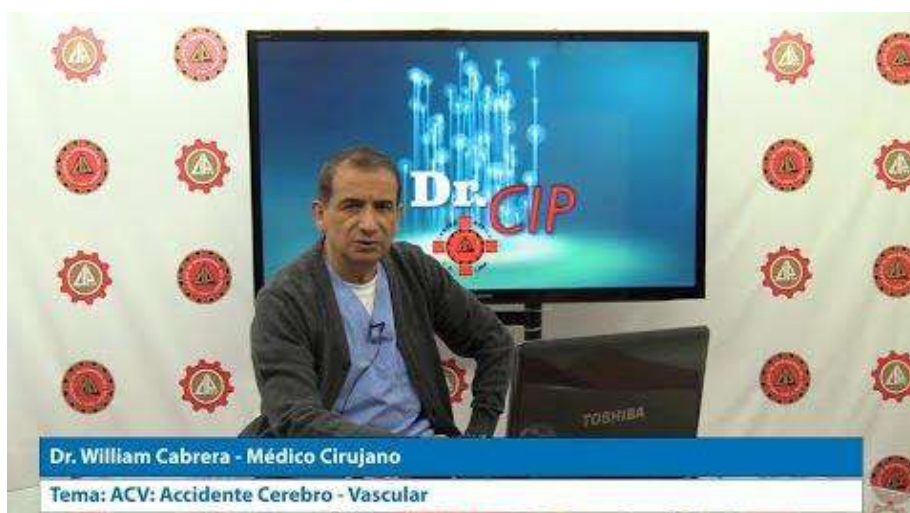 Dr. CIP
TOSHIBA
Dr. William Cabrera - Médico Cirujano
Tema: ACV: Accidente Cerebro - Vascular